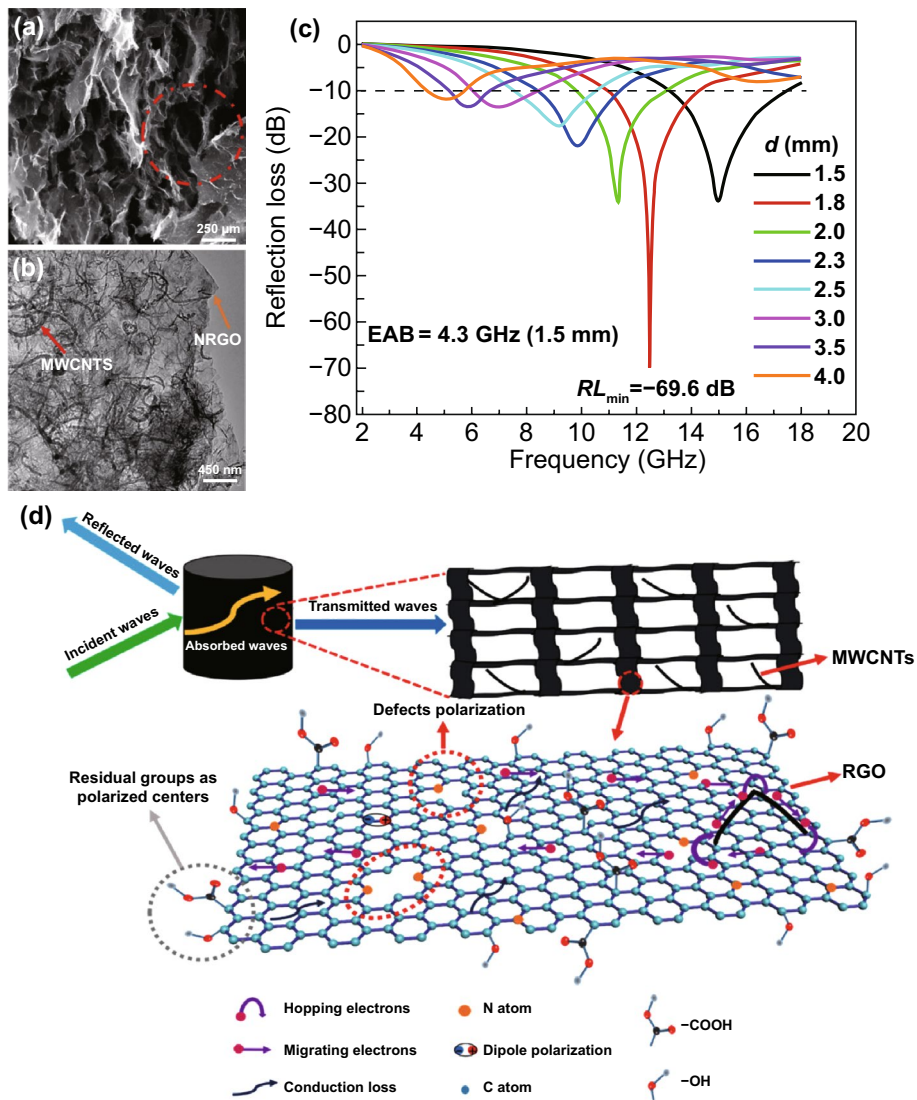 (a)
250 μm
(b)
NRGO
MWCNTS
450 nm
(c)
Reflection loss (dB)
0
−10
−20
−30
−40
−50
−60
−70
−80
d (mm)
1.5
1.8
2.0
2.3
2.5
3.0
3.5
4.0
EAB = 4.3 GHz (1.5 mm)
RLmin=−69.6 dB
2 4 6 8 10 12 14 16 18 20
Frequency (GHz)
(d)
Reflected waves
Incident waves
Absorbed waves
Transmitted waves
MWCNTs
Defects polarization
RGO
Residual groups as
polarized centers
Hopping electrons
N atom
−COOH
Migrating electrons
Dipole polarization
Conduction loss
C atom
−OH